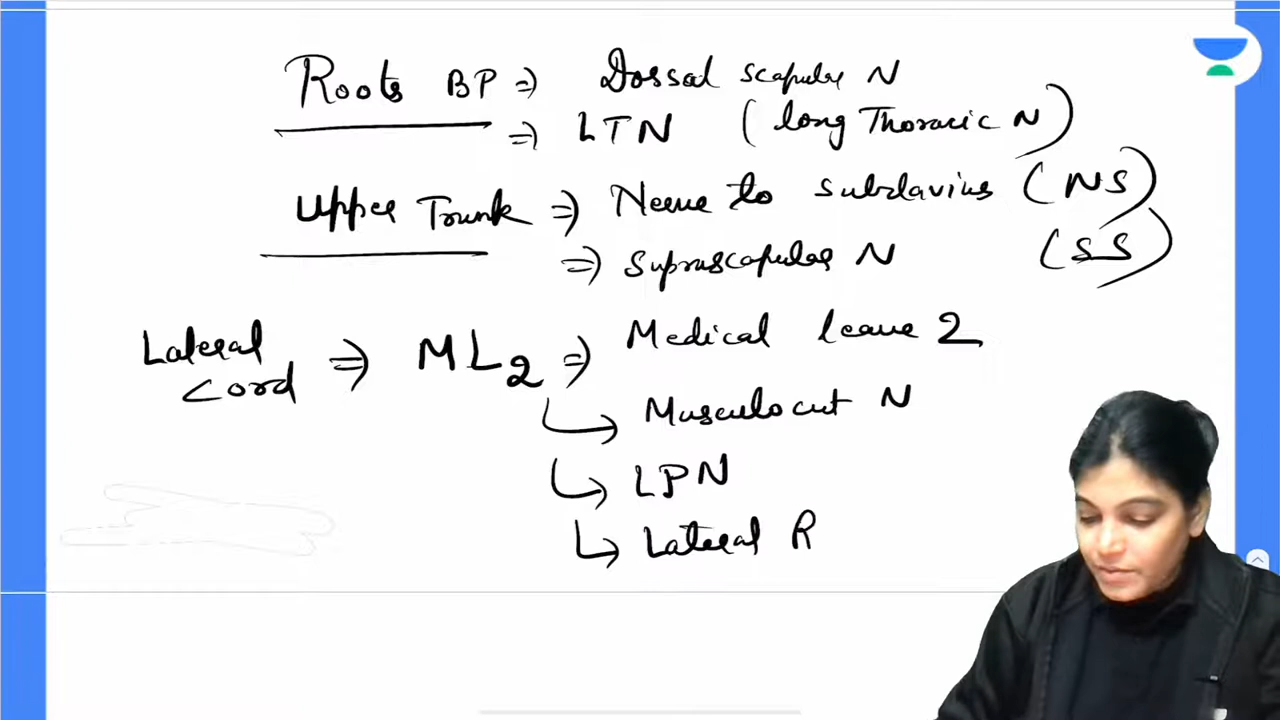 Roots BP ⇒ Dorsal scapular N
⇒ LTN (long Thoracic N)
Upper Trunk ⇒ Nerve to subclavius (NS)
⇒ Suprascapular N (SS)
Lateral cord ⇒ ML2 ⇒ Medical leave 2
↳ Musculocut N
↳ LPN
↳ Lateral R